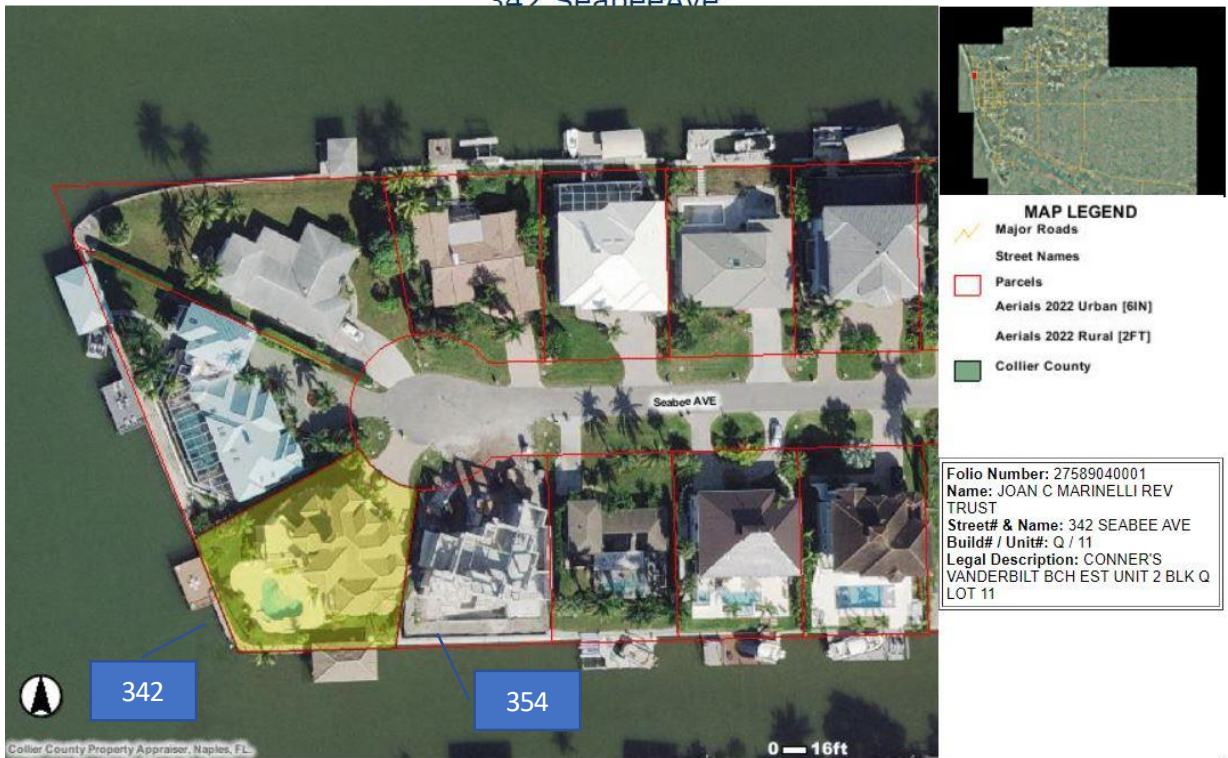 342 SeabeeAve
Seabee AVE
342
354
Collier County Property Appraiser, Naples, FL.
0 16ft
MAP LEGEND
Major Roads
Street Names
Parcels
Aerials 2022 Urban [6IN]
Aerials 2022 Rural [2FT]
Collier County
Folio Number: 27589040001
Name: JOAN C MARINELLI REV
TRUST
Street# & Name: 342 SEABEE AVE
Build# / Unit#: Q / 11
Legal Description: CONNER'S
VANDERBILT BCH EST UNIT 2 BLK Q
LOT 11